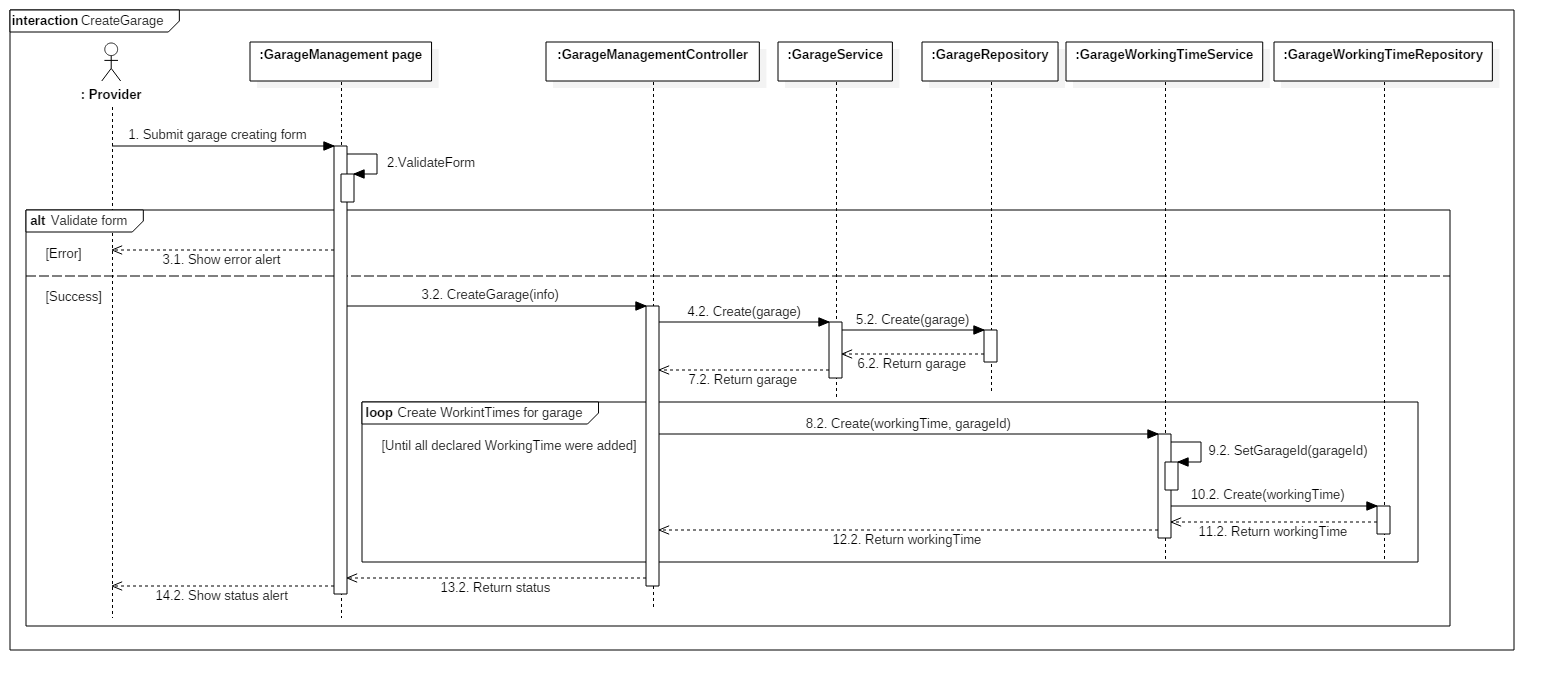 interaction CreateGarage
:GarageManagement page
:GarageManagementController
:GarageService
:GarageRepository
:GarageWorkingTimeService
:GarageWorkingTimeRepository
: Provider
1. Submit garage creating form
2.ValidateForm
alt Validate form
[Error]
3.1. Show error alert
[Success]
3.2. CreateGarage(info)
4.2. Create(garage)
5.2. Create(garage)
6.2. Return garage
7.2. Return garage
loop Create WorkintTimes for garage
8.2. Create(workingTime, garageId)
[Until all declared WorkingTime were added]
9.2. SetGarageId(garageId)
10.2. Create(workingTime)
11.2. Return workingTime
12.2. Return workingTime
13.2. Return status
14.2. Show status alert